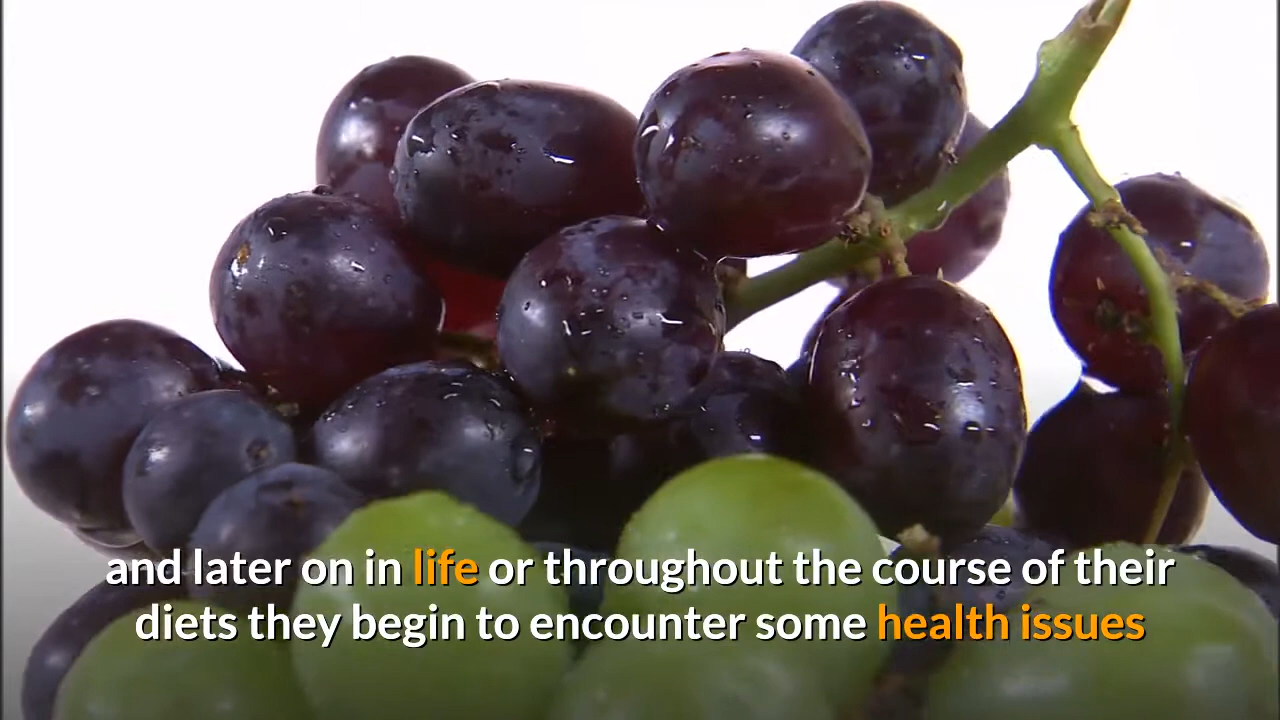 and later on in life or throughout the course of their
diets they begin to encounter some health issues